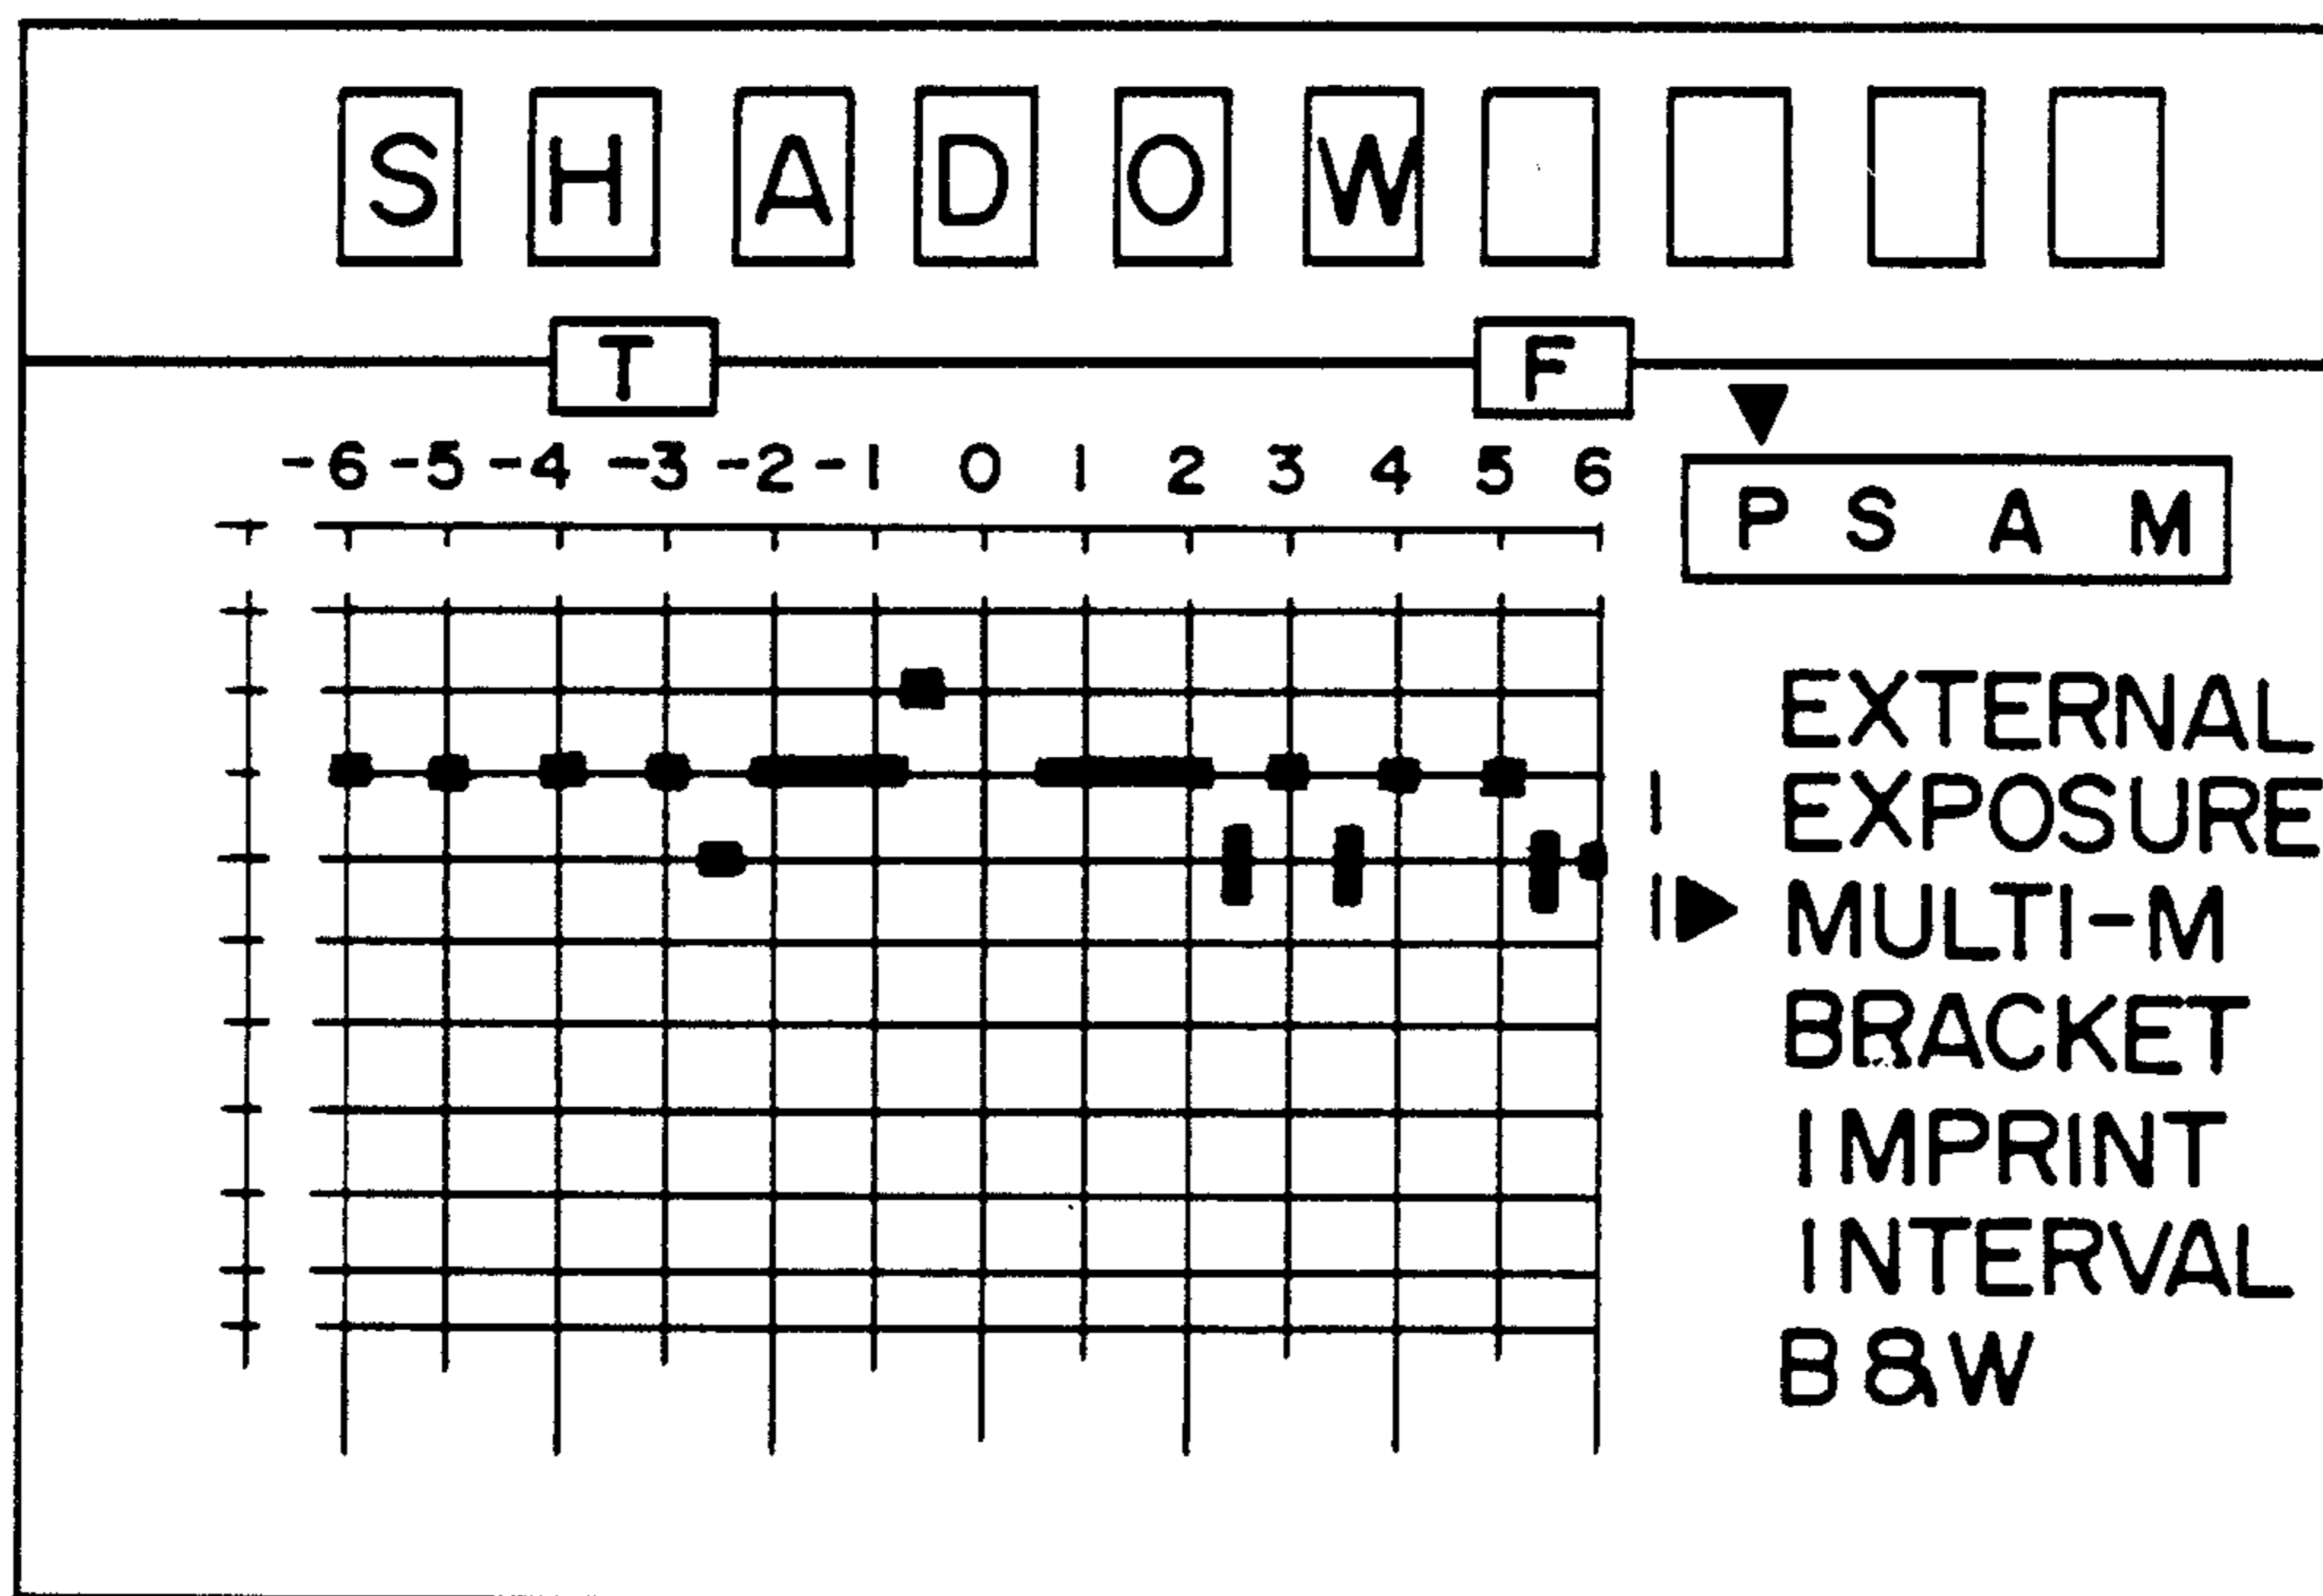 SHADOW
T F
-6 -5 -4 -3 -2 -1 0 1 2 3 4 5 6
P S A M
EXTERNAL
EXPOSURE
MULTI-M
BRACKET
IMPRINT
INTERVAL
B&W